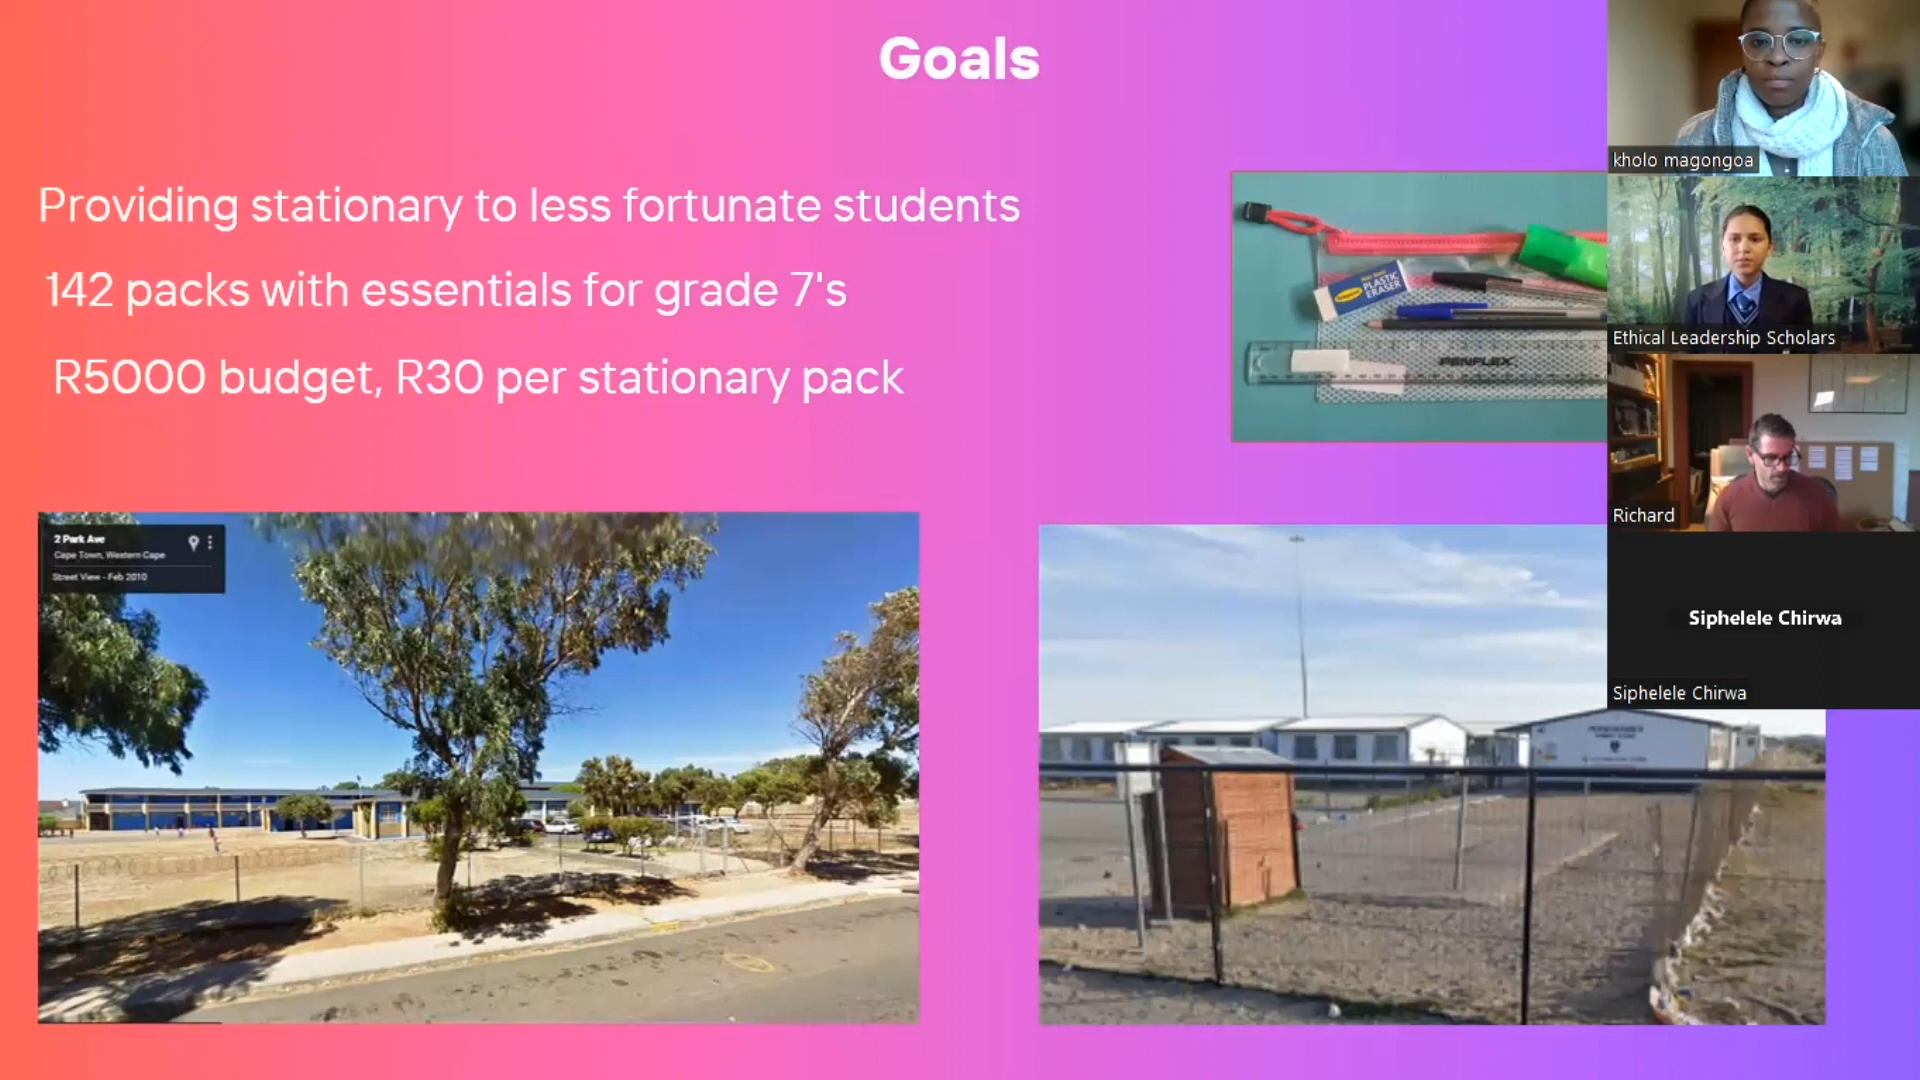 Goals
Providing stationary to less fortunate students
142 packs with essentials for grade 7's
R5000 budget, R30 per stationary pack
PLASTIC
ERASER
PENFLEX
2 Park Ave
Cape Town, Western Cape
Street View - Feb 2010
kholo magongoa
Ethical Leadership Scholars
Richard
Siphelele Chirwa
Siphelele Chirwa